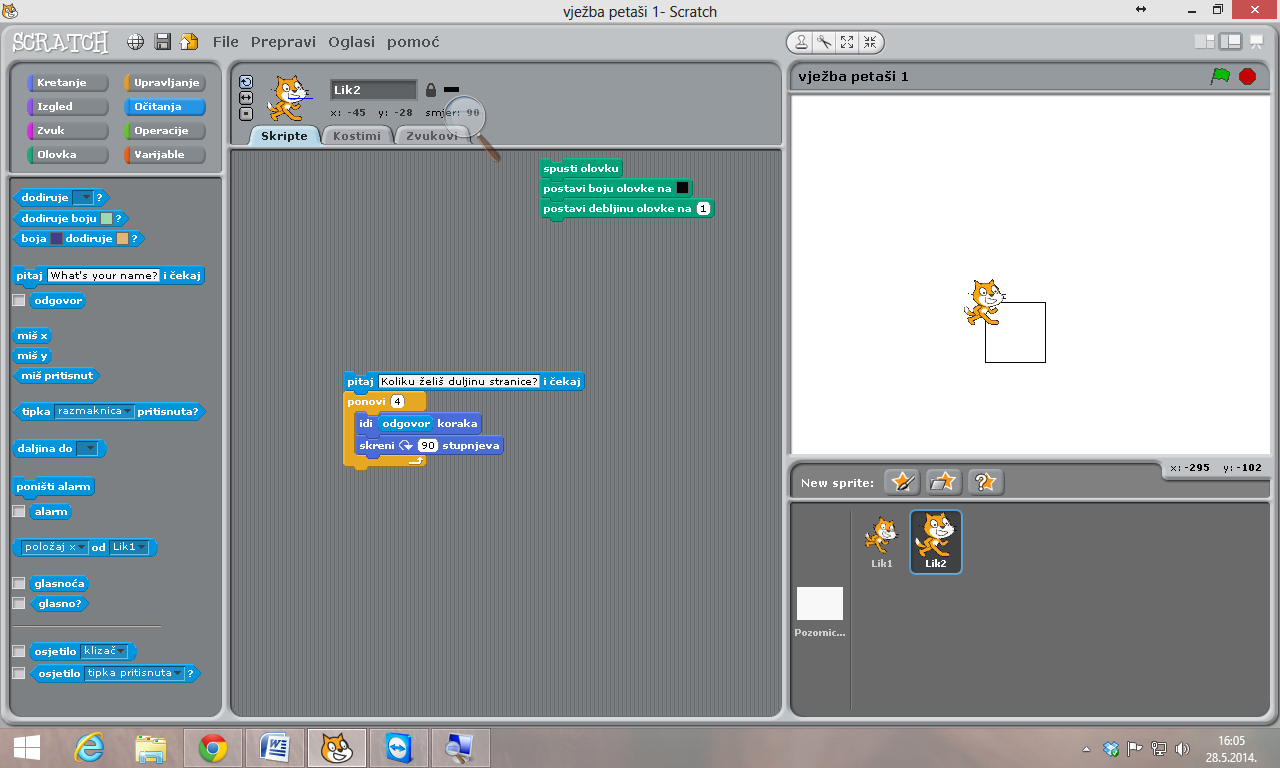 vježba petaši 1- Scratch
SCRATCH
File Prepravi Oglasi pomoć
Kretanje Upravljanje
Izgled Očitanja
Zvuk Operacije
Olovka Varijable
dodiruje ?
dodiruje boju ?
boja dodiruje ?
pitaj What's your name? i čekaj
odgovor
miš x
miš y
miš pritisnut
tipka razmaknica pritisnuta?
daljina do
poništi alarm
alarm
položaj x od Lik1
glasnoća
glasno?
osjetilo klizač
osjetilo tipka pritisnuta ?
Lik2
x: -45 y: -28 smjer: 90
Skripte Kostimi Zvukovi
spusti olovku
postavi boju olovke na
postavi debljinu olovke na 1
pitaj Koliku želiš duljinu stranice? i čekaj
ponovi 4
idi odgovor koraka
skreni 90 stupnjeva
vježba petaši 1
x: -295 y: -102
New sprite:
Lik1 Lik2
Pozornic...
16:05
28.5.2014.